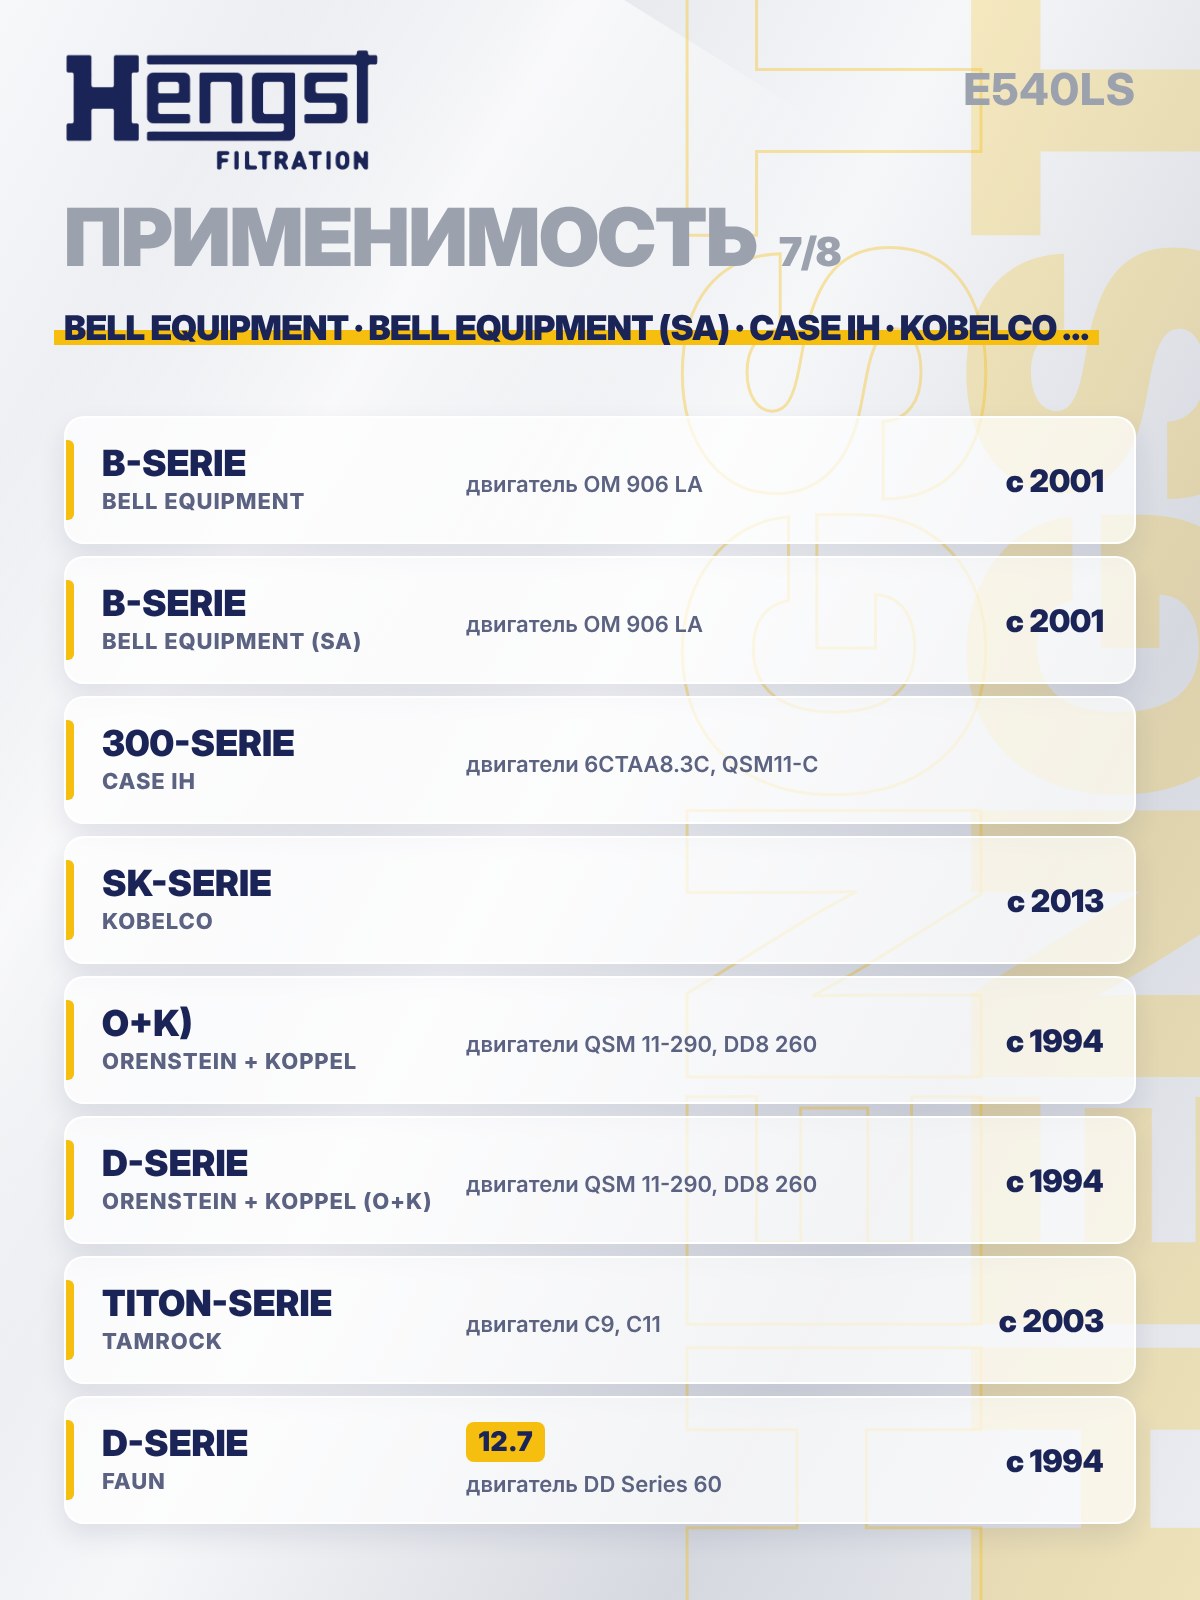 Hengst
FILTRATION
E540LS
ПРИМЕНИМОСТЬ 7/8
BELL EQUIPMENT · BELL EQUIPMENT (SA) · CASE IH · KOBELCO ...
B-SERIE
BELL EQUIPMENT
двигатель OM 906 LA
с 2001
B-SERIE
BELL EQUIPMENT (SA)
двигатель OM 906 LA
с 2001
300-SERIE
CASE IH
двигатели 6CTAA8.3C, QSM11-C
SK-SERIE
KOBELCO
с 2013
O+K)
ORENSTEIN + KOPPEL
двигатели QSM 11-290, DD8 260
с 1994
D-SERIE
ORENSTEIN + KOPPEL (O+K)
двигатели QSM 11-290, DD8 260
с 1994
TITON-SERIE
TAMROCK
двигатели C9, C11
с 2003
D-SERIE
FAUN
12.7
двигатель DD Series 60
с 1994
HENGST